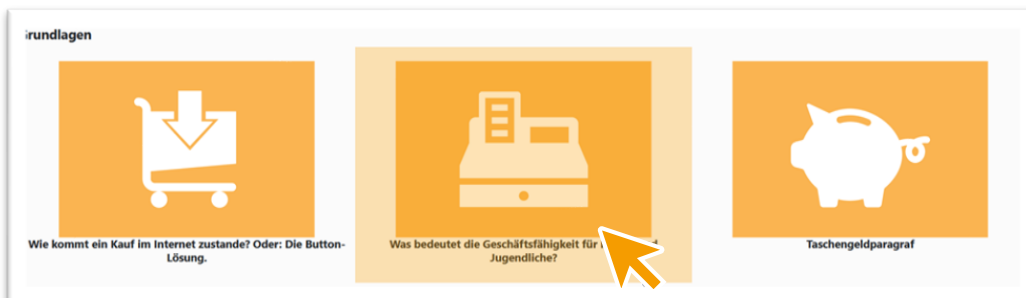 rundlagen
Wie kommt ein Kauf im Internet zustande? Oder: Die Button-
Lösung.
Was bedeutet die Geschäftsfähigkeit für
Jugendliche?
Taschengeldparagraf